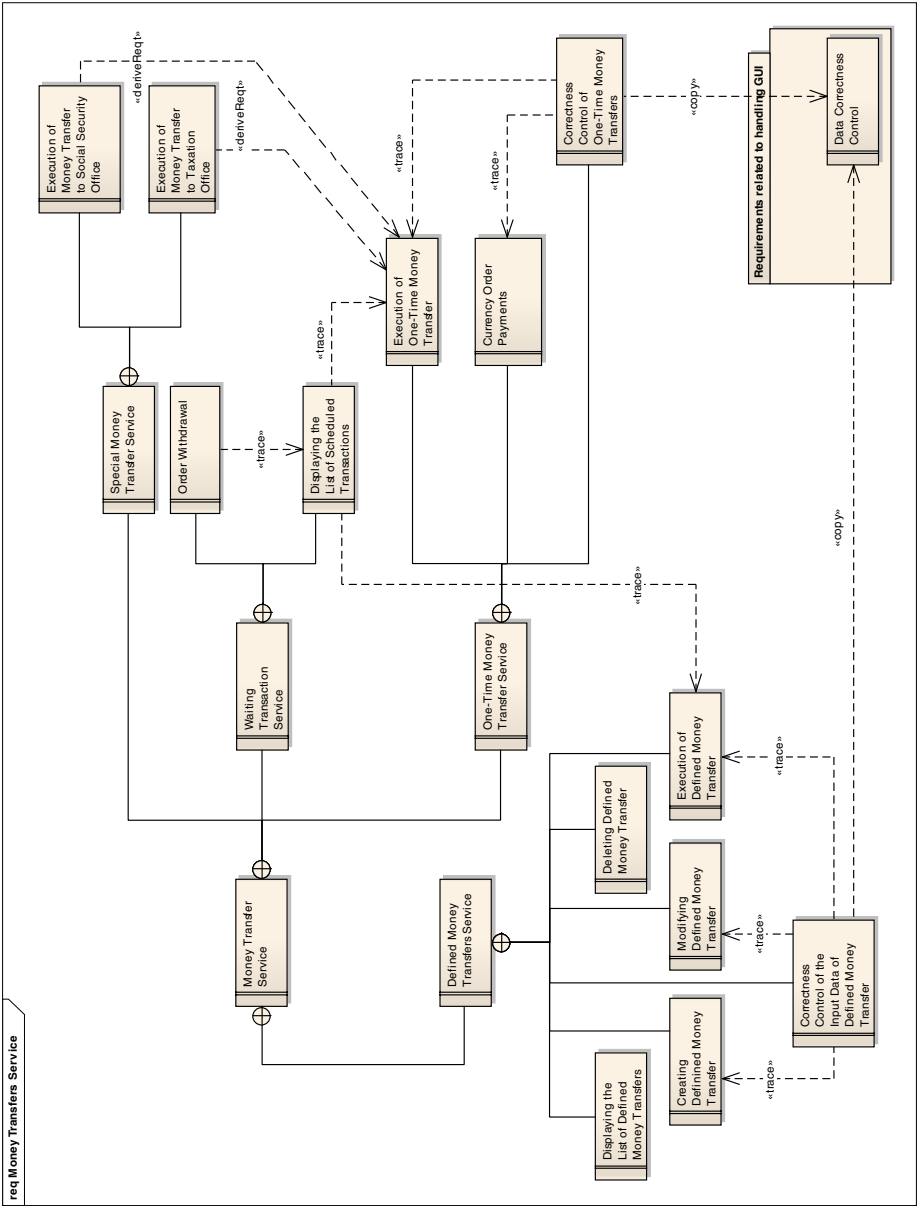 req Money Transfers Service
Money Transfer
Service
Defined Money
Transfers Service
Displaying the
List of Defined
Money Transfers
Creating
Definined Money
Transfer
Modifying
Defined Money
Transfer
Deleting Defined
Money Transfer
Execution of
Defined Money
Transfer
Correctness
Control of the
Input Data of
Defined Money
Transfer
«trace»
«trace»
«trace»
Waiting
Transaction
Service
One-Time Money
Transfer Service
«trace»
«copy»
Special Money
Transfer Service
Order Withdrawal
«trace»
Displaying the
List of Scheduled
Transactions
«trace»
Execution of
One-Time Money
Transfer
Currency Order
Payments
«trace»
«trace»
Execution of
Money Transfer
to Social Security
Office
Execution of
Money Transfer
to Taxation
Office
«deriveReqt»
«deriveReqt»
Correctness
Control of
One-Time Money
Transfers
«copy»
Requirements related to handling GUI
Data Correctness
Control